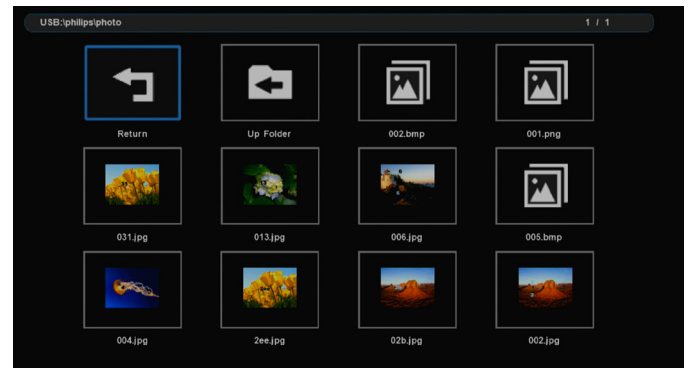 USB:\philips\photo
1 / 1
Return
Up Folder
002.bmp
001.png
031.jpg
013.jpg
006.jpg
005.bmp
004.jpg
2ee.jpg
02b.jpg
002.jpg